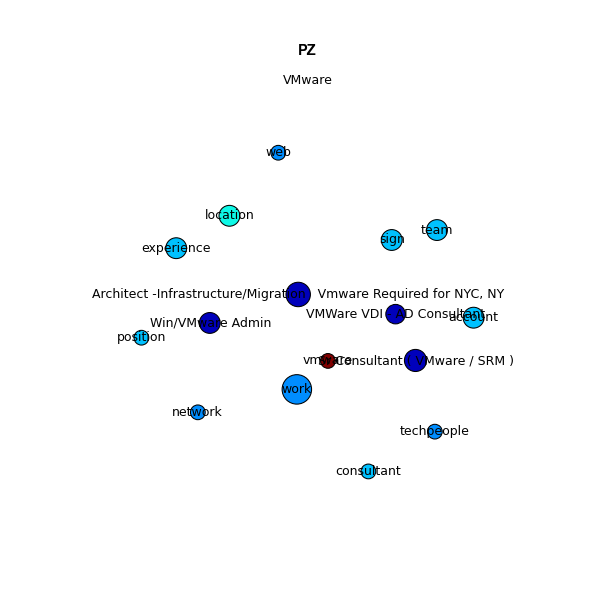 PZ
VMware
web
location
team
sign
experience
Architect -Infrastructure/Migration Vmware Required for NYC, NY
VMWare VDI - AD Consultant
account
Win/VMware Admin
position
vmware
Consultant ( VMware / SRM )
work
network
techpeople
consultant